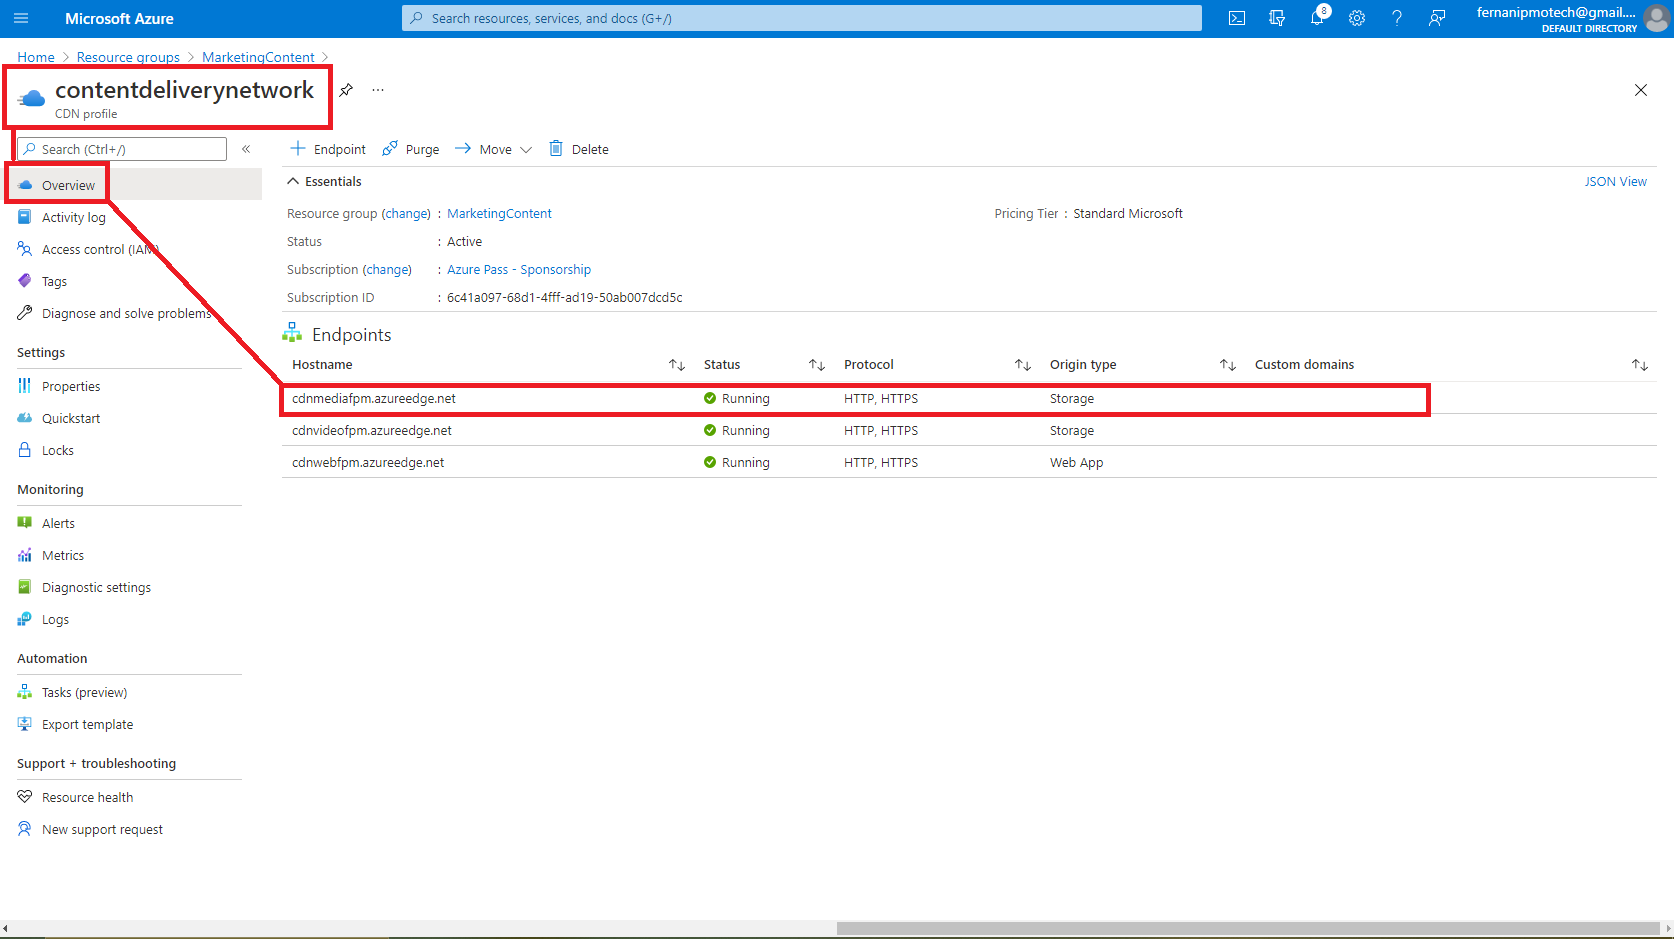 Microsoft Azure
Search resources, services, and docs (G+/)
8
fernanipmotech@gmail....
DEFAULT DIRECTORY
Home > Resource groups > MarketingContent >
contentdeliverynetwork
...
CDN profile
Search (Ctrl+/)
«
Endpoint
Purge
Move
Delete
Overview
Activity log
Access control (IAM)
Tags
Diagnose and solve problems
Settings
Properties
Quickstart
Locks
Monitoring
Alerts
Metrics
Diagnostic settings
Logs
Automation
Tasks (preview)
Export template
Support + troubleshooting
Resource health
New support request
Essentials
JSON View
Resource group (change) : MarketingContent
Pricing Tier : Standard Microsoft
Status : Active
Subscription (change) : Azure Pass - Sponsorship
Subscription ID : 6c41a097-68d1-4fff-ad19-50ab007dcd5c
Endpoints
Hostname Status Protocol Origin type Custom domains
cdnmediafpm.azureedge.net Running HTTP, HTTPS Storage
cdnvideofpm.azureedge.net Running HTTP, HTTPS Storage
cdnwebfpm.azureedge.net Running HTTP, HTTPS Web App